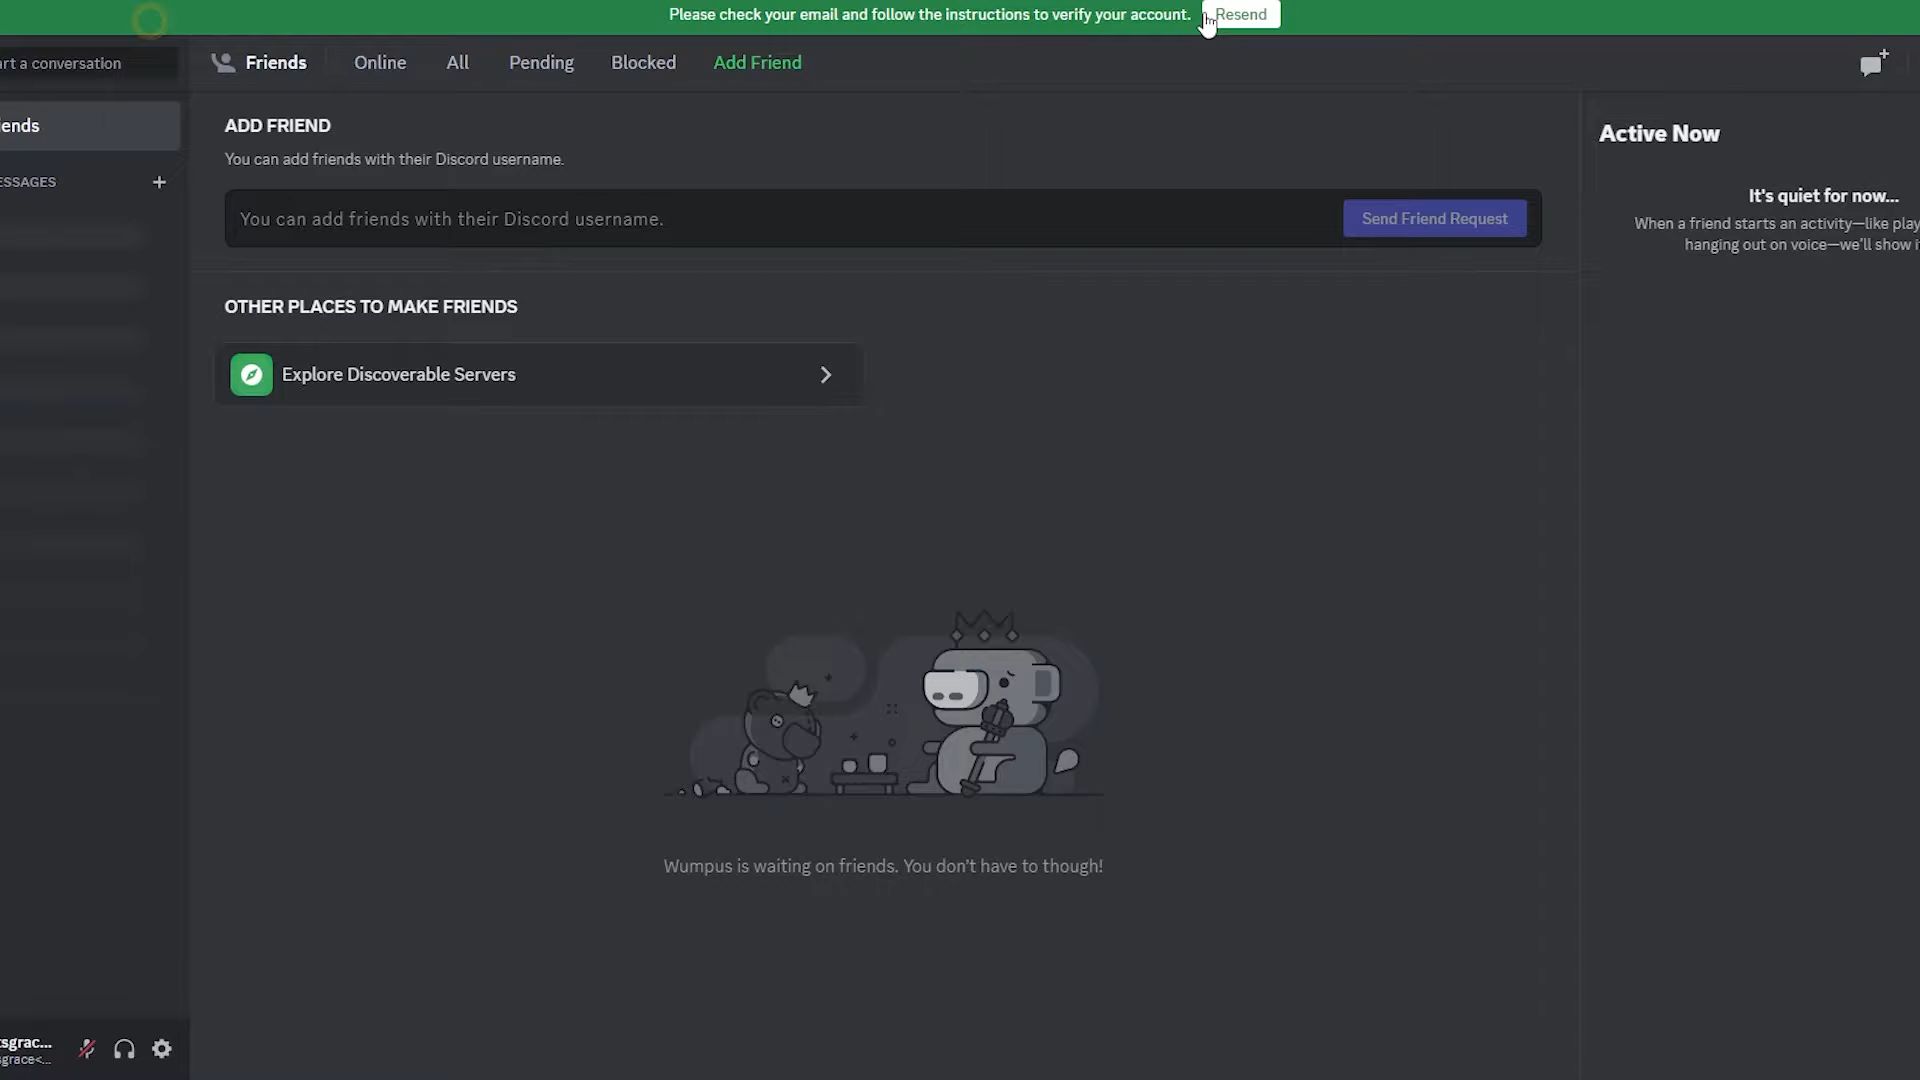 Please check your email and follow the instructions to verify your account.
Resend
art a conversation
Friends
Online
All
Pending
Blocked
Add Friend
ends
ESSAGES
ADD FRIEND
You can add friends with their Discord username.
You can add friends with their Discord username.
Send Friend Request
OTHER PLACES TO MAKE FRIENDS
Explore Discoverable Servers
Wumpus is waiting on friends. You don't have to though!
Active Now
It's quiet for now...
When a friend starts an activity—like play
hanging out on voice—we'll show i
tsgrac...
sgrace<...